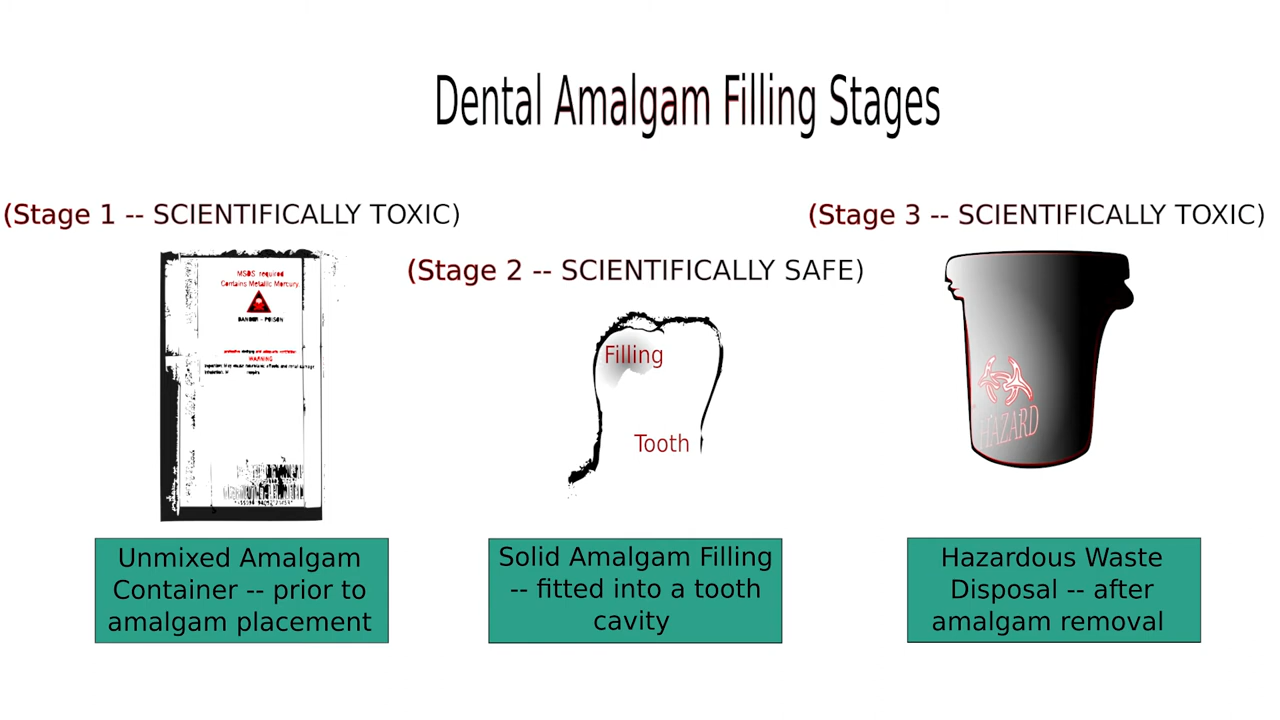 Dental Amalgam Filling Stages
(Stage 1 -- SCIENTIFICALLY TOXIC)
(Stage 3 -- SCIENTIFICALLY TOXIC)
(Stage 2 -- SCIENTIFICALLY SAFE)
MSDS required
Contains Metallic Mercury
DANGER - POISON
WARNING
Filling
Tooth
HAZARD
Unmixed Amalgam
Container -- prior to
amalgam placement
Solid Amalgam Filling
-- fitted into a tooth
cavity
Hazardous Waste
Disposal -- after
amalgam removal